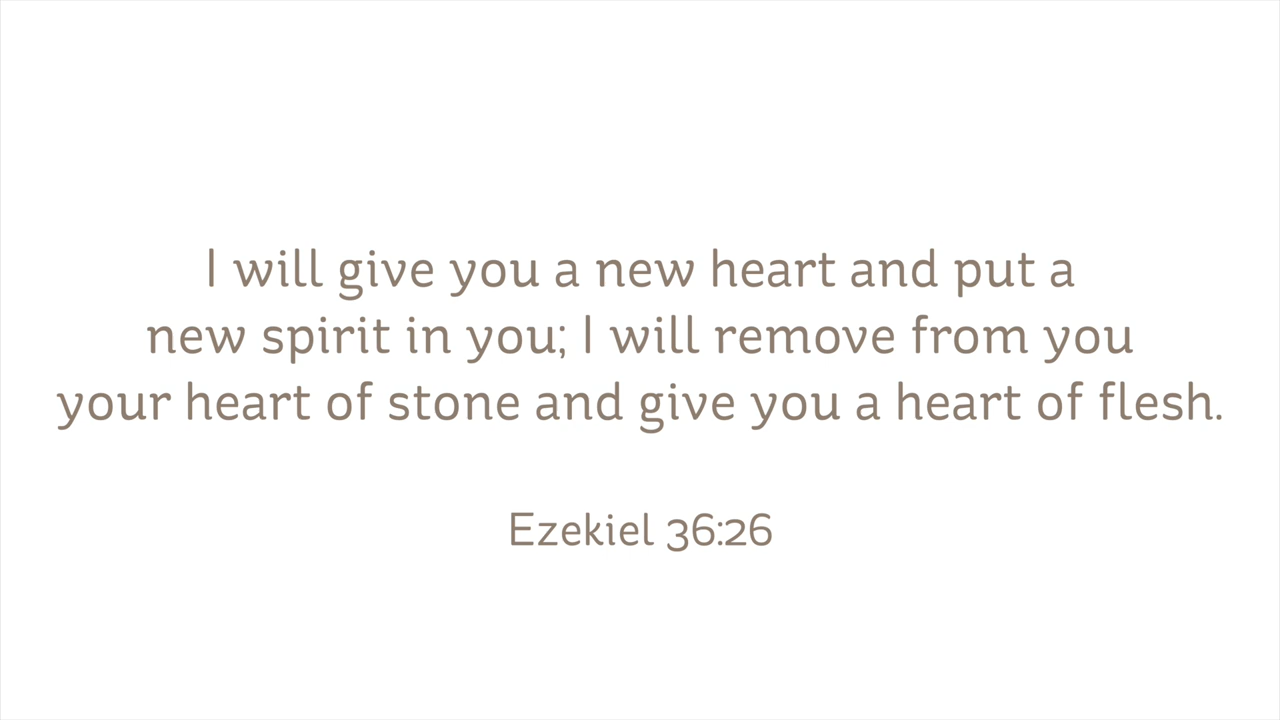 I will give you a new heart and put a
new spirit in you; I will remove from you
your heart of stone and give you a heart of flesh.
Ezekiel 36:26